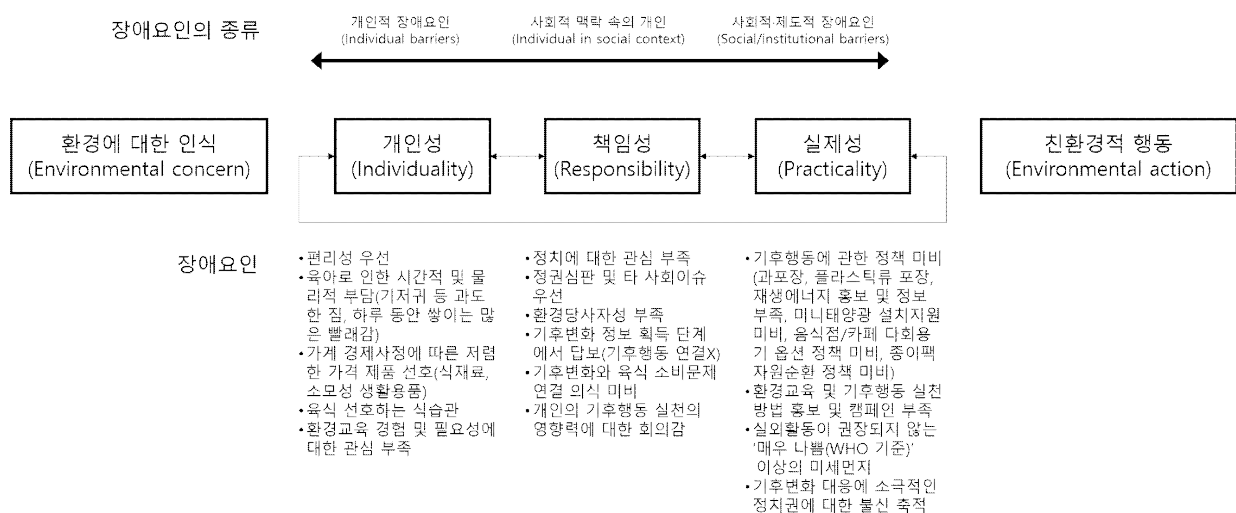 장애요인의 종류
개인적 장애요인
(Individual barriers)
사회적 맥락 속의 개인
(Individual in social context)
사회적·제도적 장애요인
(Social/institutional barriers)
환경에 대한 인식
(Environmental concern)
개인성
(Individuality)
책임성
(Responsibility)
실제성
(Practicality)
친환경적 행동
(Environmental action)
장애요인
•편리성 우선
•육아로 인한 시간적 및 물
리적 부담(기저귀 등 과도
한 짐, 하루 동안 쌓이는 많
은 빨래감)
•가계 경제사정에 따른 저렴
한 가격 제품 선호(식재료,
소모성 생활용품)
•육식 선호하는 식습관
•환경교육 경험 및 필요성에
대한 관심 부족
•정치에 대한 관심 부족
•정권심판 및 타 사회이슈
우선
•환경당사자성 부족
•기후변화 정보 획득 단계
에서 답보(기후행동 연결X)
•기후변화와 육식 소비문제
연결 의식 미비
•개인의 기후행동 실천의
영향력에 대한 회의감
•기후행동에 관한 정책 미비
(과포장, 플라스틱류 포장,
재생에너지 홍보 및 정보
부족, 미니태양광 설치지원
미비, 음식점/카페 다회용
기 옵션 정책 미비, 종이팩
자원순환 정책 미비)
•환경교육 및 기후행동 실천
방법 홍보 및 캠페인 부족
•실외활동이 권장되지 않는
'매우 나쁨(WHO 기준)'
이상의 미세먼지
•기후변화 대응에 소극적인
정치권에 대한 불신 축적